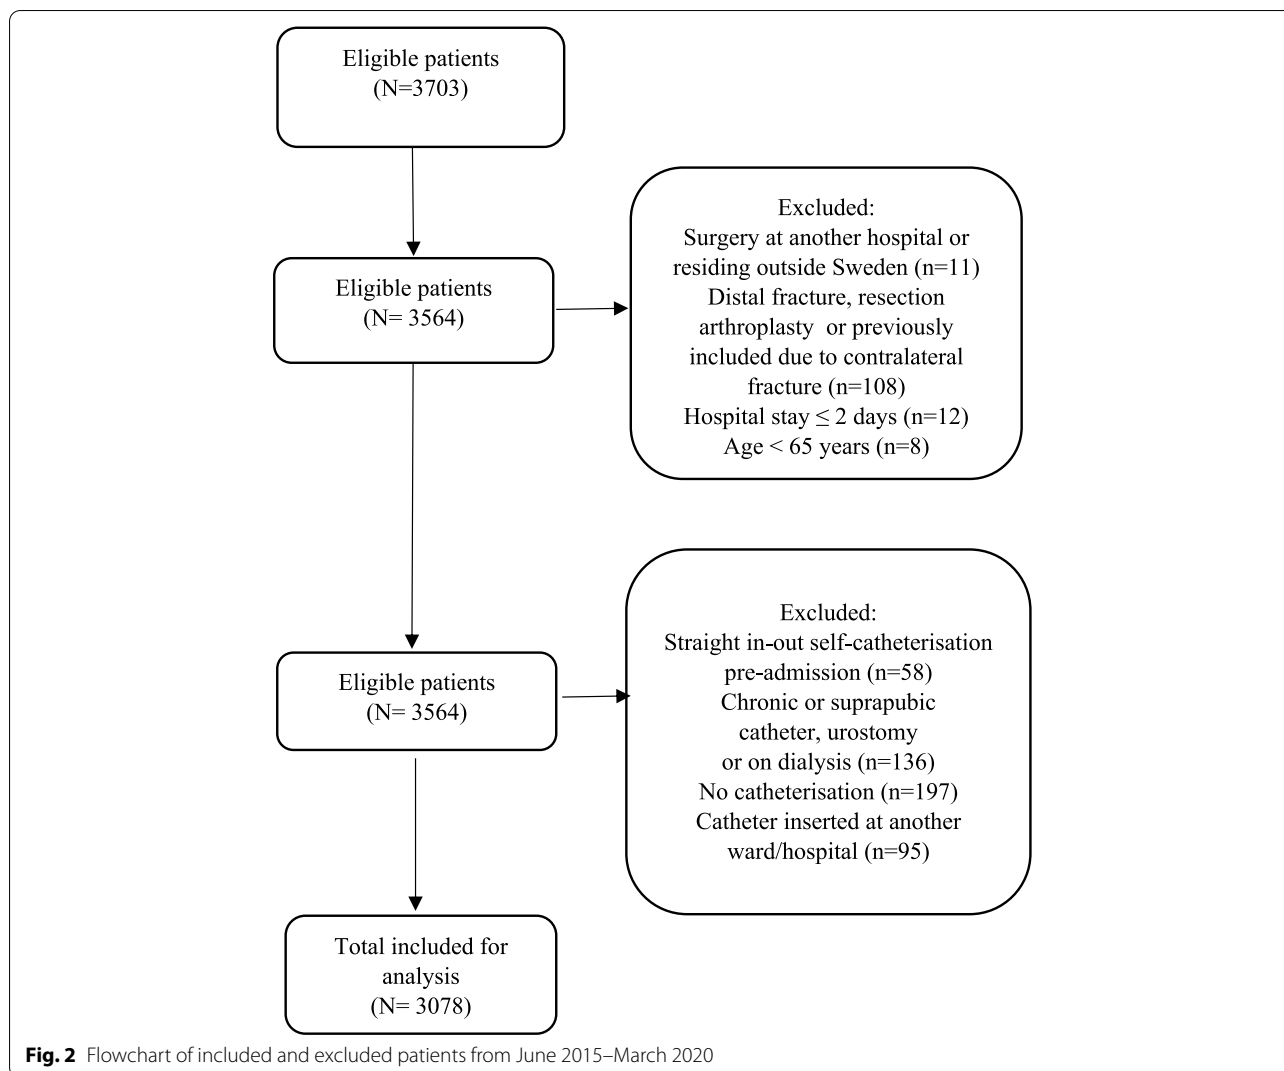 Eligible patients
(N=3703)
Excluded:
Surgery at another hospital or
residing outside Sweden (n=11)
Distal fracture, resection
arthroplasty or previously
included due to contralateral
fracture (n=108)
Hospital stay ≤ 2 days (n=12)
Age < 65 years (n=8)
Eligible patients
(N= 3564)
Excluded:
Straight in-out self-catheterisation
pre-admission (n=58)
Chronic or suprapubic
catheter, urostomy
or on dialysis (n=136)
No catheterisation (n=197)
Catheter inserted at another
ward/hospital (n=95)
Eligible patients
(N= 3564)
Total included for
analysis
(N= 3078)
Fig. 2 Flowchart of included and excluded patients from June 2015–March 2020